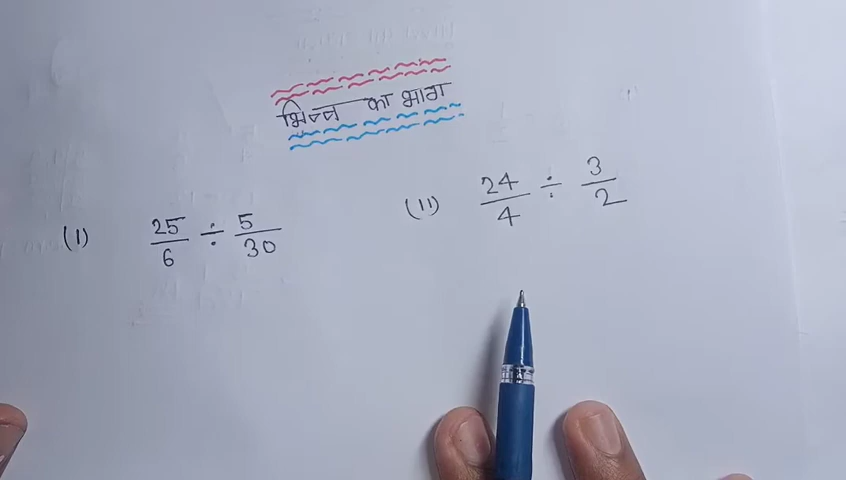 भिन्न का भाग
(I) 25/6 ÷ 5/30
(II) 24/4 ÷ 3/2